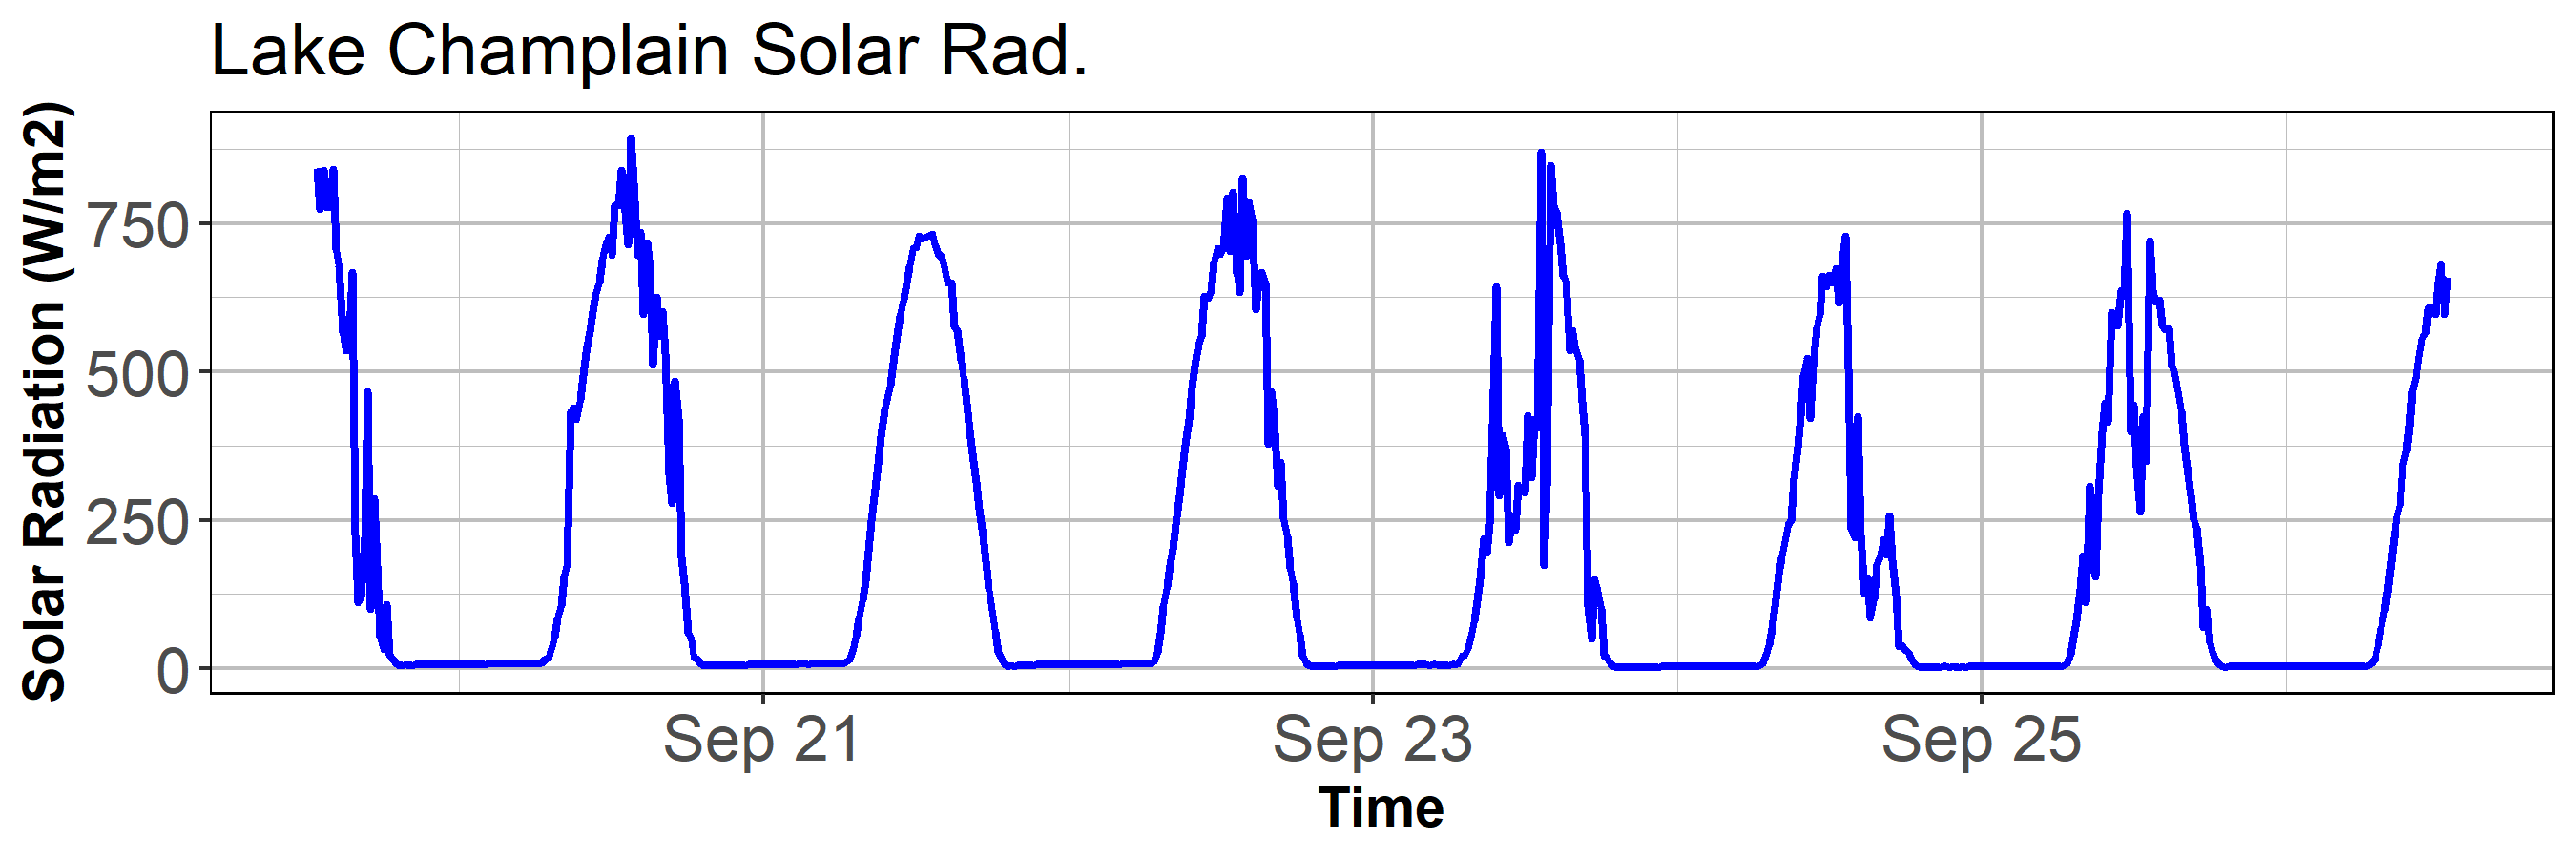 Lake Champlain Solar Rad.
Solar Radiation (W/m2)
750
500
250
0
Sep 21 Sep 23 Sep 25
Time